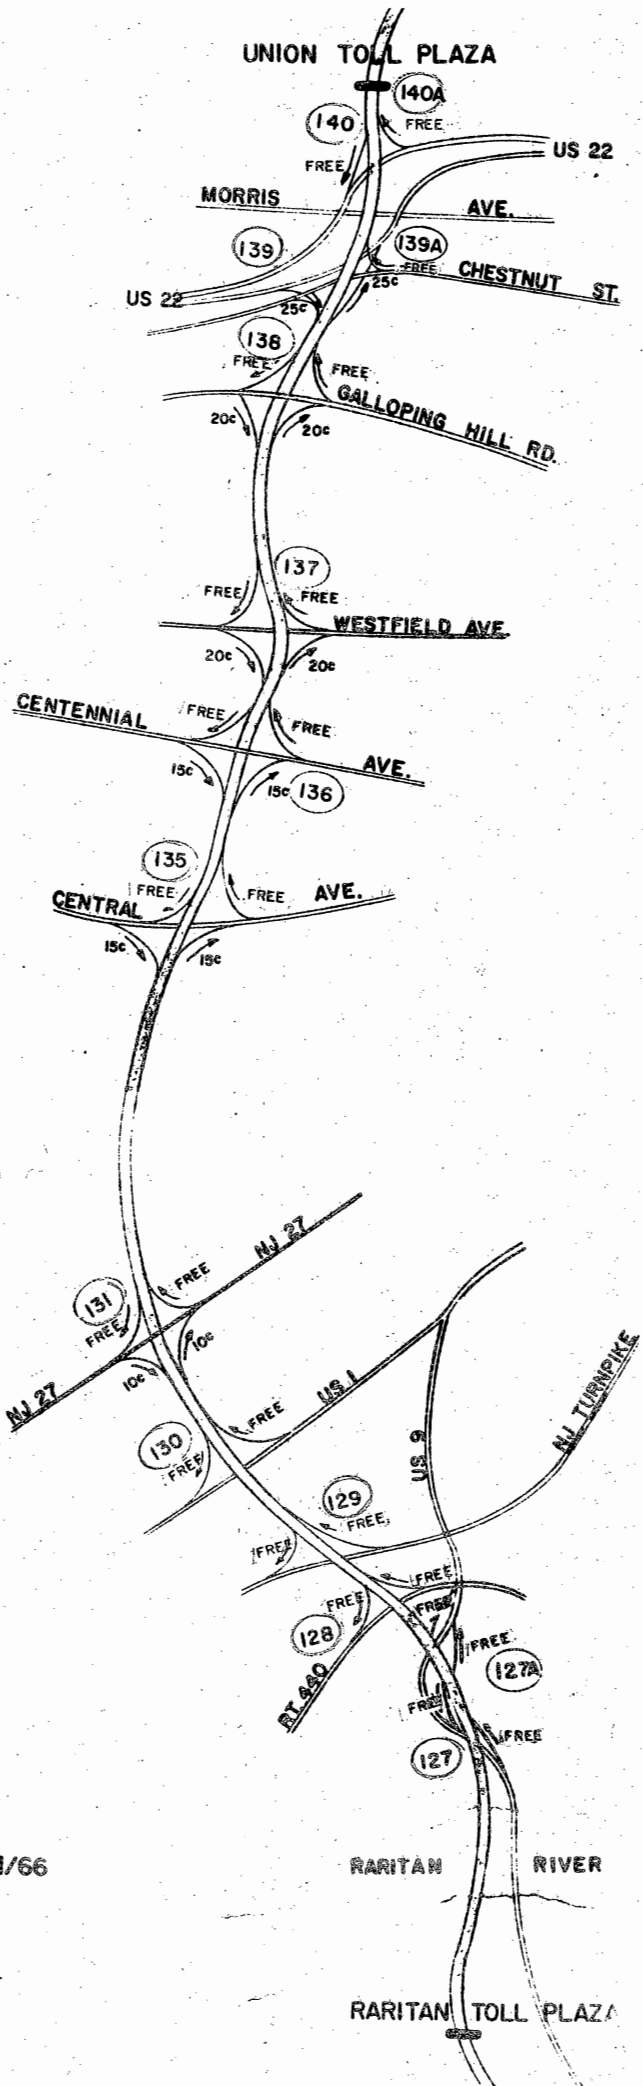 UNION TOLL PLAZA
140A
140
FREE
FREE
US 22
MORRIS AVE.
139
139A
FREE
CHESTNUT ST.
US 22
25¢
25¢
138
FREE
FREE
GALLOPING HILL RD.
20¢
20¢
137
FREE
FREE
WESTFIELD AVE.
20¢
20¢
CENTENNIAL AVE.
FREE
FREE
15¢
15¢
136
135
FREE
FREE
CENTRAL AVE.
15¢
15¢
NJ 27
FREE
131
FREE
10¢
10¢
NJ 27
US 1
FREE
130
FREE
US 9
NJ TURNPIKE
129
FREE
FREE
FREE
FREE
FREE
128
FREE
127A
RT. 440
FREE
FREE
127
/66
RARITAN RIVER
RARITAN TOLL PLAZA